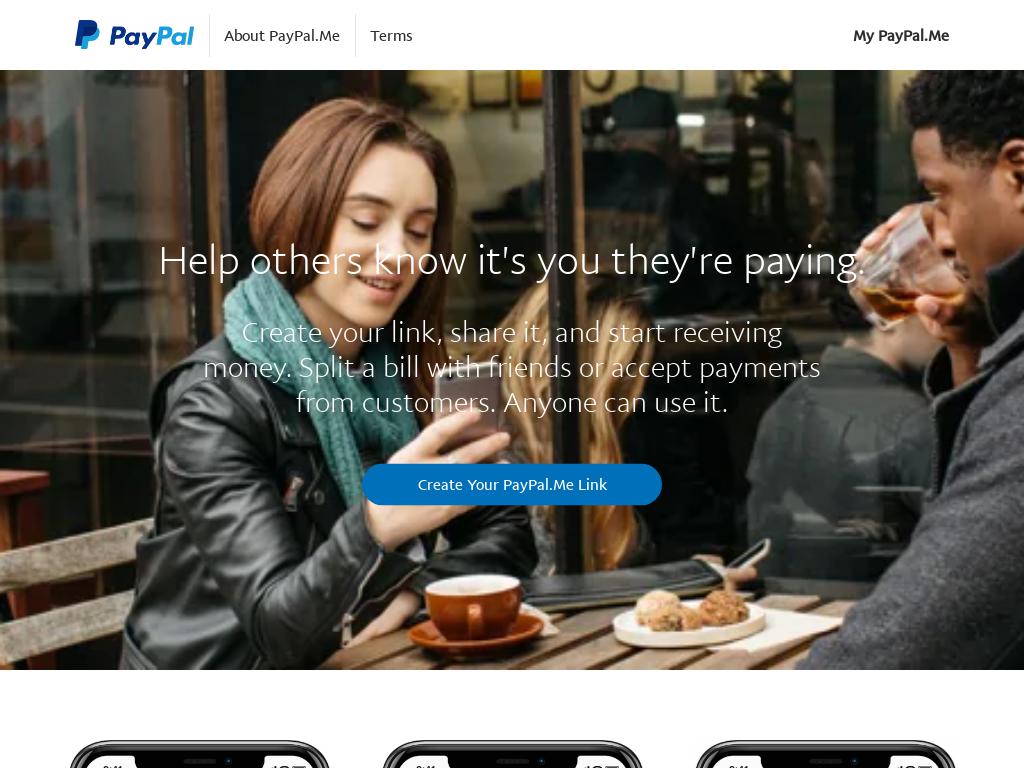 PayPal
About PayPal.Me
Terms
My PayPal.Me
Help others know it's you they're paying.
Create your link, share it, and start receiving
money. Split a bill with friends or accept payments
from customers. Anyone can use it.
Create Your PayPal.Me Link